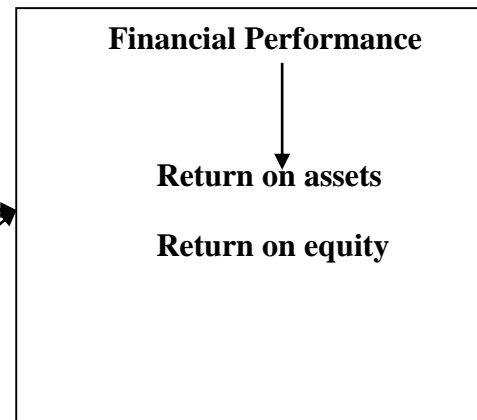 Financial Performance
Return on assets
Return on equity